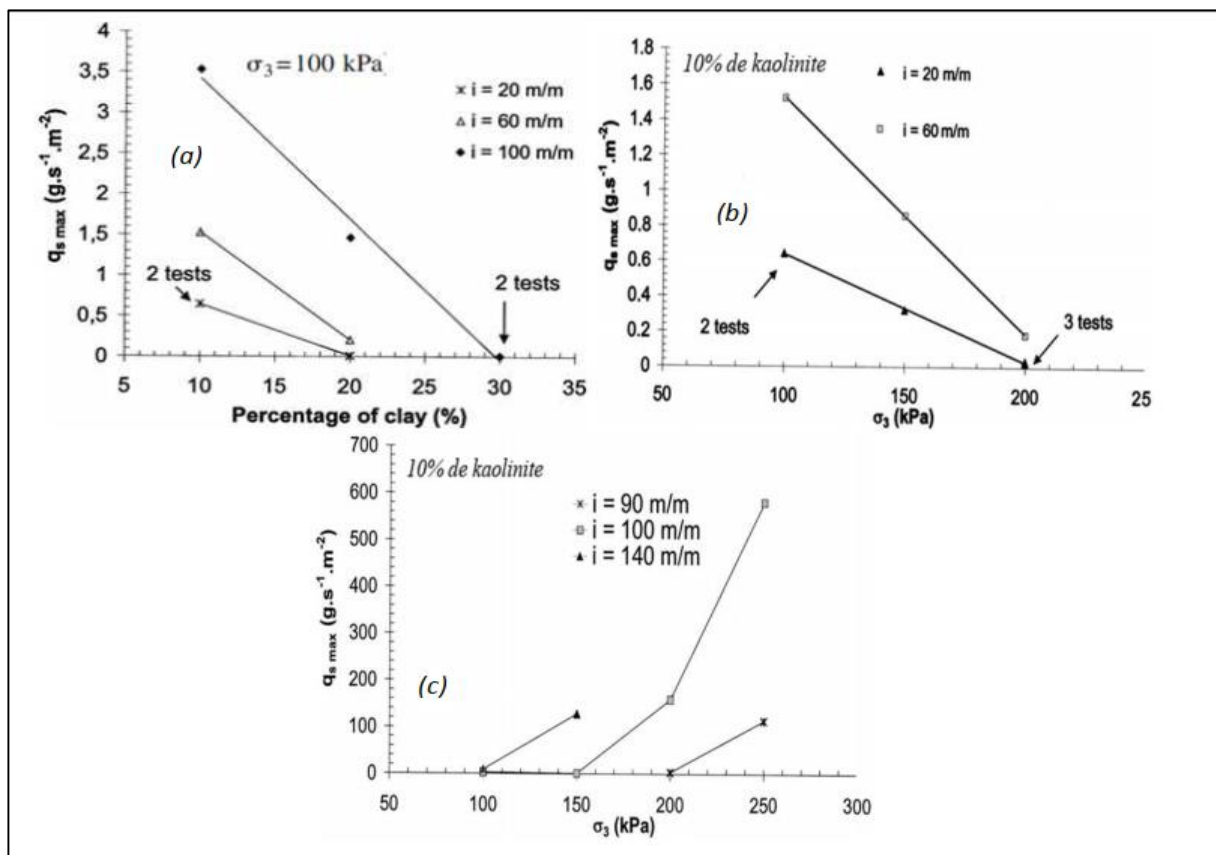 σ₃=100 kPa
i = 20 m/m
i = 60 m/m
i = 100 m/m
(a)
2 tests
2 tests
q s max (g.s⁻¹.m⁻²)
4
3,5
3
2,5
2
1,5
1
0,5
0
5 10 15 20 25 30 35
Percentage of clay (%)
10% de kaolinite
i = 20 m/m
i = 60 m/m
(b)
2 tests
3 tests
q s max (g.s⁻¹.m⁻²)
1.8
1.6
1.4
1.2
1
0.8
0.6
0.4
0.2
0
50 100 150 200 25
σ₃ (kPa)
10% de kaolinite
i = 90 m/m
i = 100 m/m
i = 140 m/m
(c)
q s max (g.s⁻¹.m⁻²)
700
600
500
400
300
200
100
0
50 100 150 200 250 300
σ₃ (kPa)